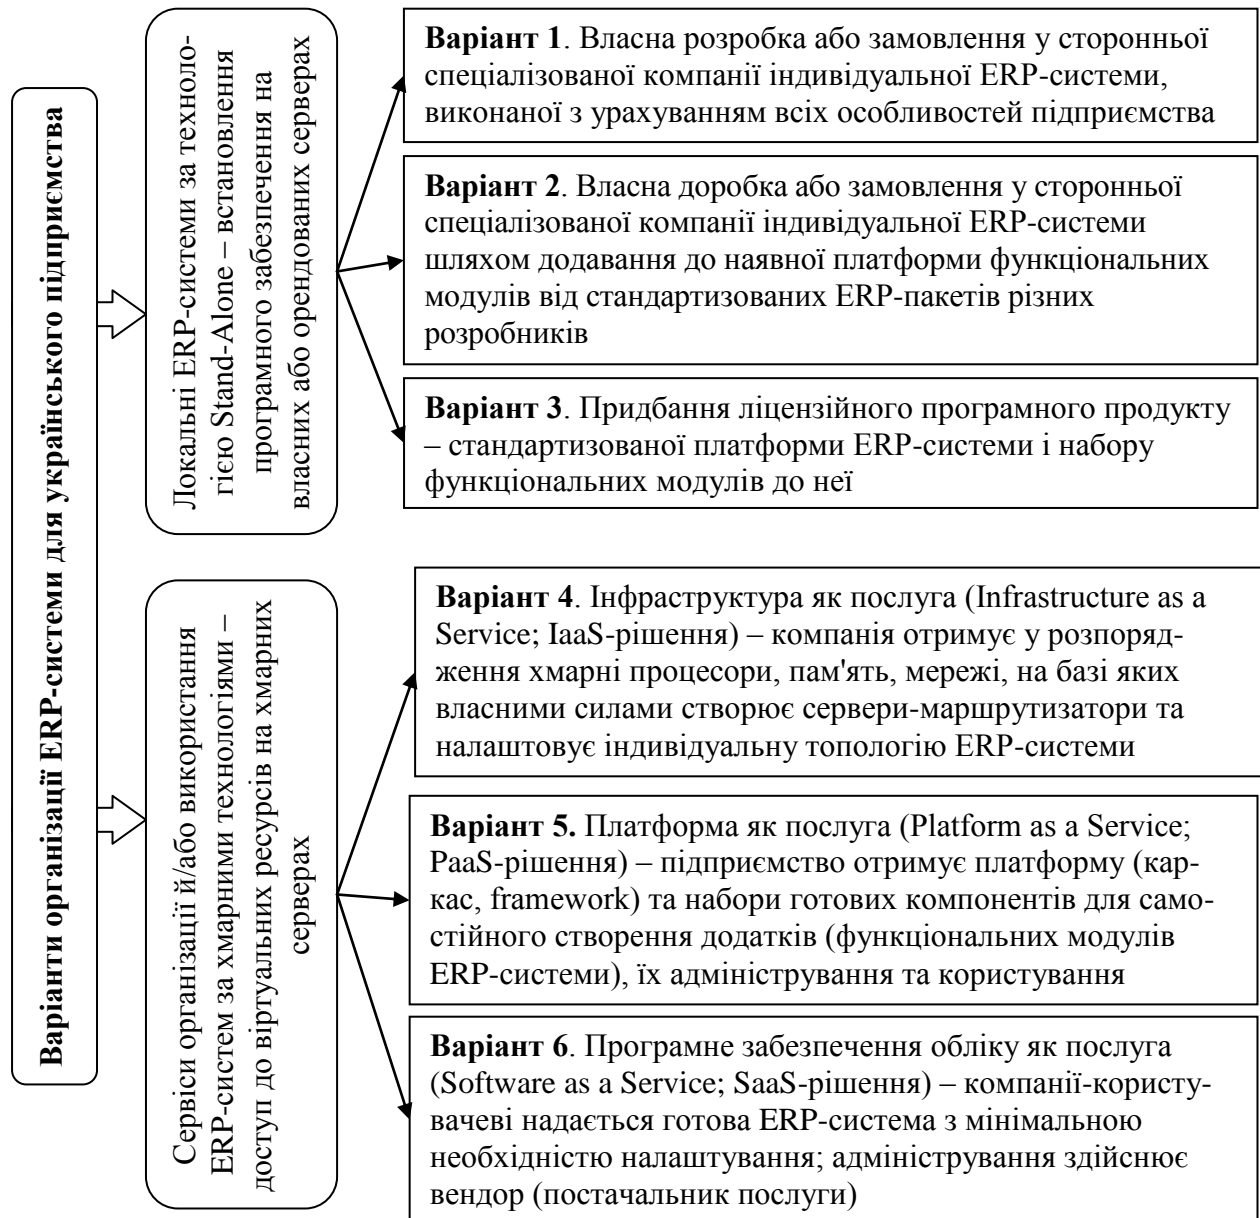 Варіанти організації ERP-системи для українського підприємства
Локальні ERP-системи за техноло-
гією Stand-Alone – встановлення
програмного забезпечення на
власних або орендованих серверах
Варіант 1. Власна розробка або замовлення у сторонньої
спеціалізованої компанії індивідуальної ERP-системи,
виконаної з урахуванням всіх особливостей підприємства
Варіант 2. Власна доробка або замовлення у сторонньої
спеціалізованої компанії індивідуальної ERP-системи
шляхом додавання до наявної платформи функціональних
модулів від стандартизованих ERP-пакетів різних
розробників
Варіант 3. Придбання ліцензійного програмного продукту
– стандартизованої платформи ERP-системи і набору
функціональних модулів до неї
Сервіси організації й/або використання
ERP-систем за хмарними технологіями –
доступ до віртуальних ресурсів на хмарних
серверах
Варіант 4. Інфраструктура як послуга (Infrastructure as a
Service; IaaS-рішення) – компанія отримує у розпоряд-
ження хмарні процесори, пам'ять, мережі, на базі яких
власними силами створює сервери-маршрутизатори та
налаштовує індивідуальну топологію ERP-системи
Варіант 5. Платформа як послуга (Platform as a Service;
PaaS-рішення) – підприємство отримує платформу (кар-
кас, framework) та набори готових компонентів для само-
стійного створення додатків (функціональних модулів
ERP-системи), їх адміністрування та користування
Варіант 6. Програмне забезпечення обліку як послуга
(Software as a Service; SaaS-рішення) – компанії-користу-
вачеві надається готова ERP-система з мінімальною
необхідністю налаштування; адміністрування здійснює
вендор (постачальник послуги)